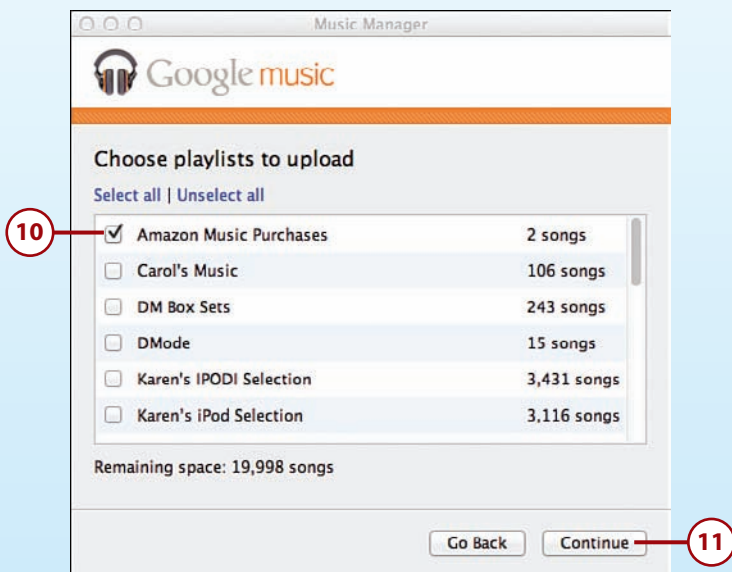 Music Manager
Google music
Choose playlists to upload
Select all | Unselect all
10
Amazon Music Purchases 2 songs
Carol's Music 106 songs
DM Box Sets 243 songs
DMode 15 songs
Karen's IPODI Selection 3,431 songs
Karen's iPod Selection 3,116 songs
Remaining space: 19,998 songs
Go Back Continue 11